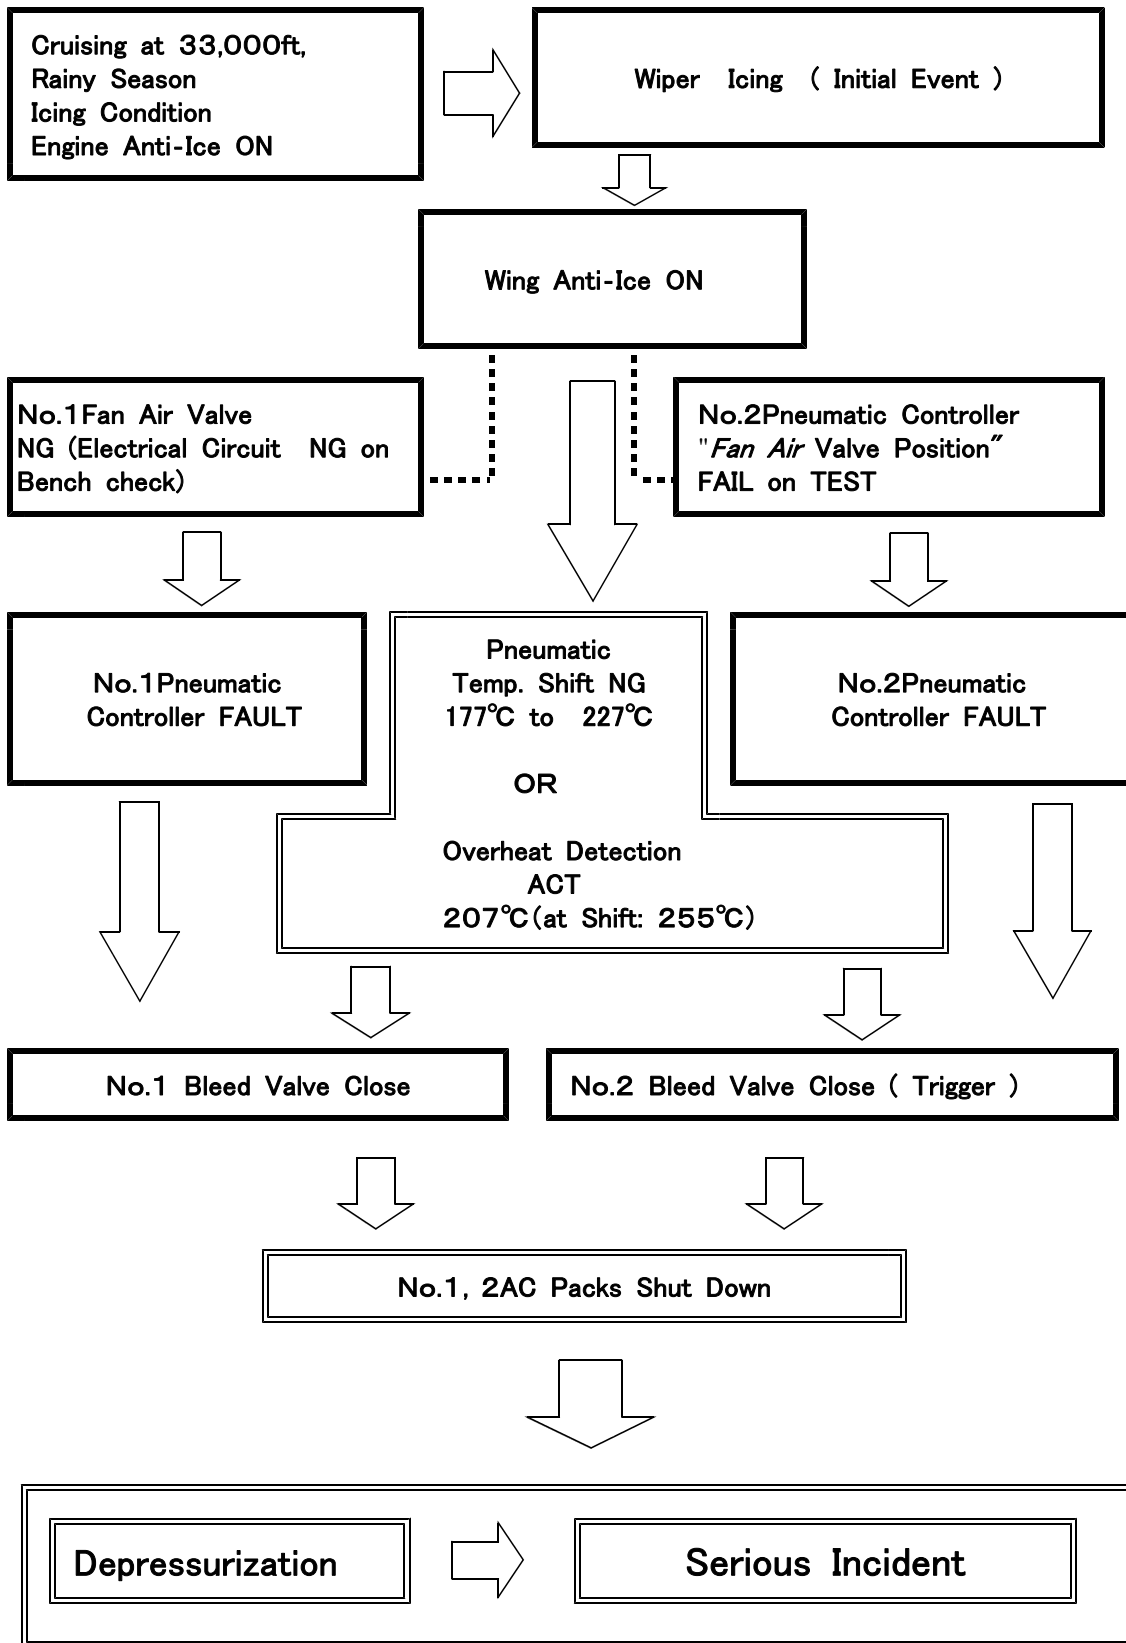 Cruising at 33,000ft,
Rainy Season
Icing Condition
Engine Anti-Ice ON
Wiper Icing ( Initial Event )
Wing Anti-Ice ON
No.1Fan Air Valve
NG (Electrical Circuit NG on
Bench check)
No.2Pneumatic Controller
"Fan Air Valve Position"
FAIL on TEST
No.1Pneumatic
Controller FAULT
Pneumatic
Temp. Shift NG
177℃ to 227℃
OR
Overheat Detection
ACT
207℃(at Shift: 255℃)
No.2Pneumatic
Controller FAULT
No.1 Bleed Valve Close
No.2 Bleed Valve Close ( Trigger )
No.1, 2AC Packs Shut Down
Depressurization
Serious Incident